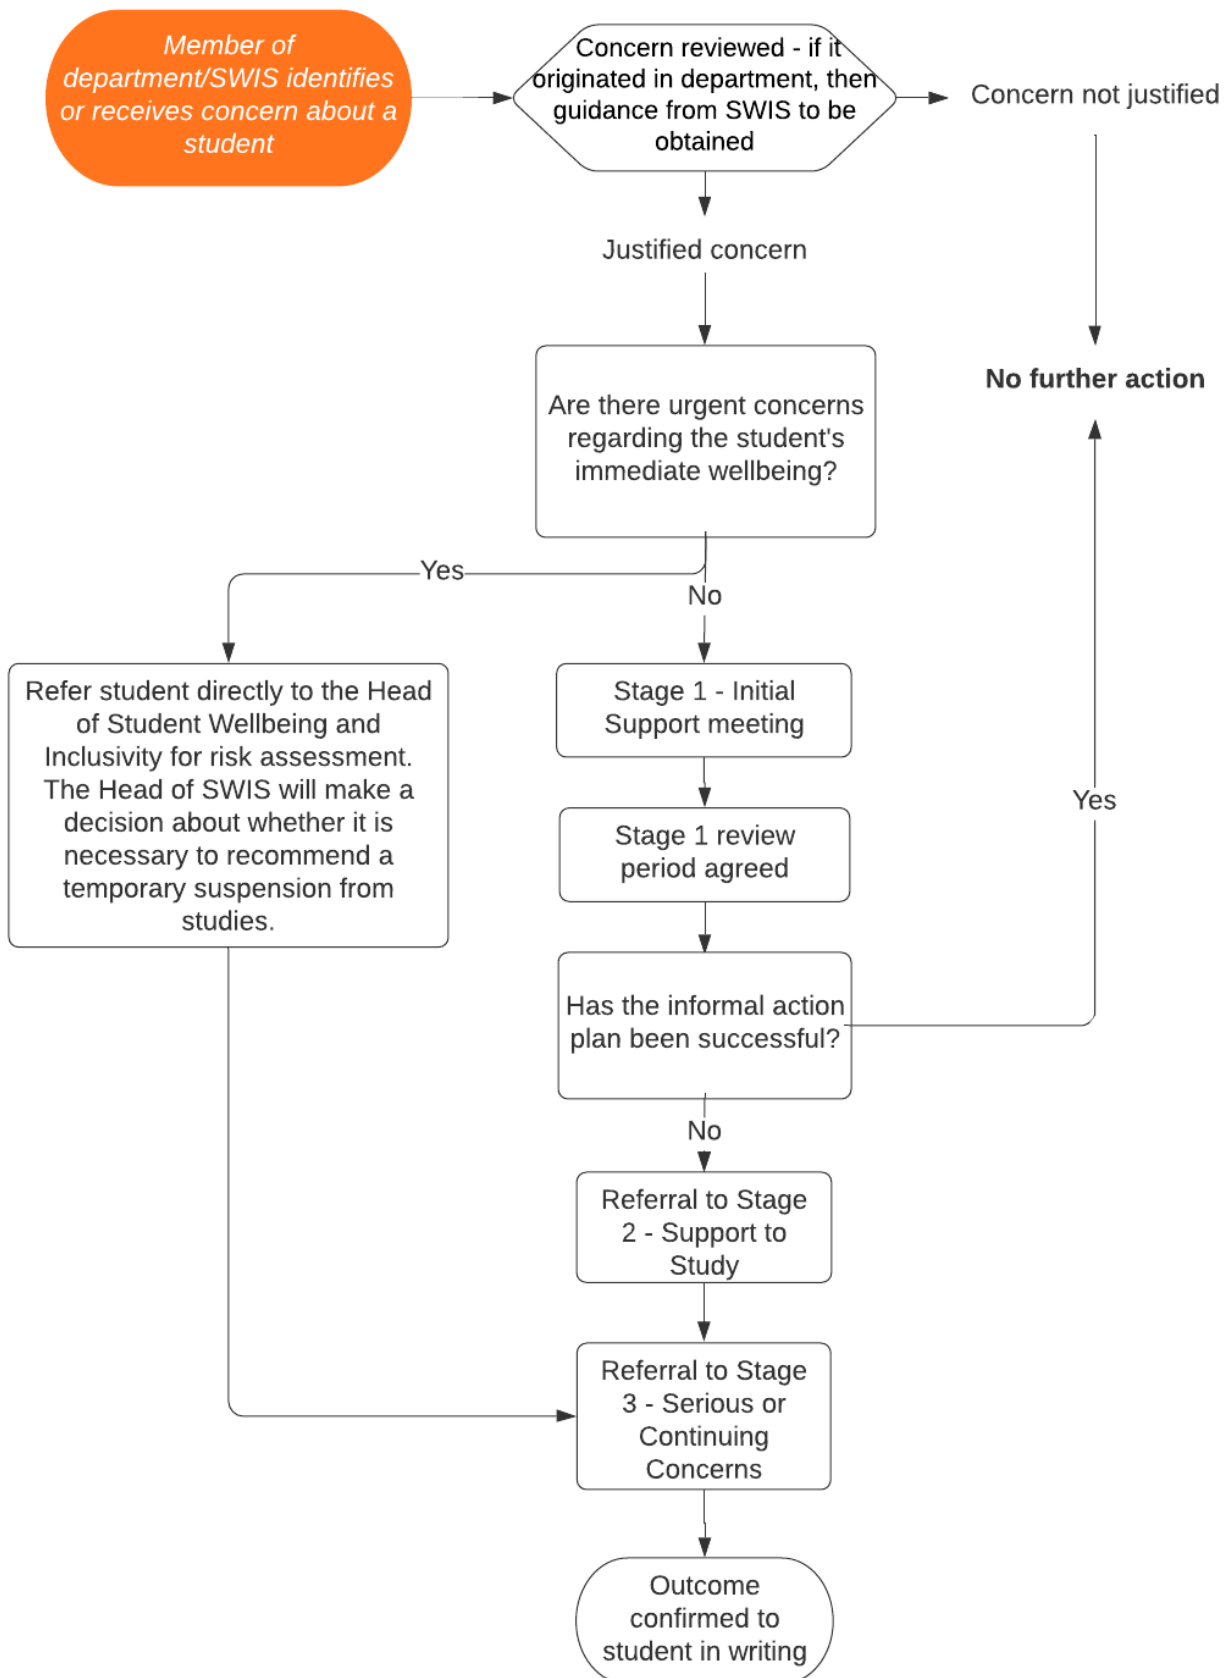 Member of
department/SWIS identifies
or receives concern about a
student
Concern reviewed - if it
originated in department, then
guidance from SWIS to be
obtained
Concern not justified
Justified concern
No further action
Are there urgent concerns
regarding the student's
immediate wellbeing?
Yes
No
Refer student directly to the Head
of Student Wellbeing and
Inclusivity for risk assessment.
The Head of SWIS will make a
decision about whether it is
necessary to recommend a
temporary suspension from
studies.
Stage 1 - Initial
Support meeting
Stage 1 review
period agreed
Yes
Has the informal action
plan been successful?
No
Referral to Stage
2 - Support to
Study
Referral to Stage
3 - Serious or
Continuing
Concerns
Outcome
confirmed to
student in writing